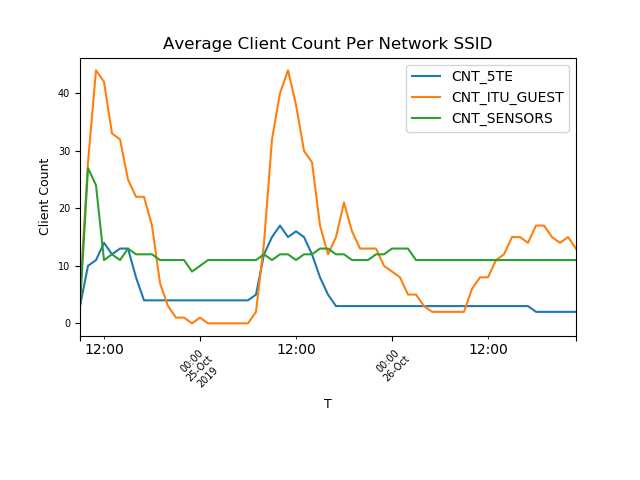 Average Client Count Per Network SSID
CNT_5TE
CNT_ITU_GUEST
CNT_SENSORS
Client Count
40
30
20
10
0
12:00
00:00
25-Oct
2019
12:00
00:00
26-Oct
12:00
T